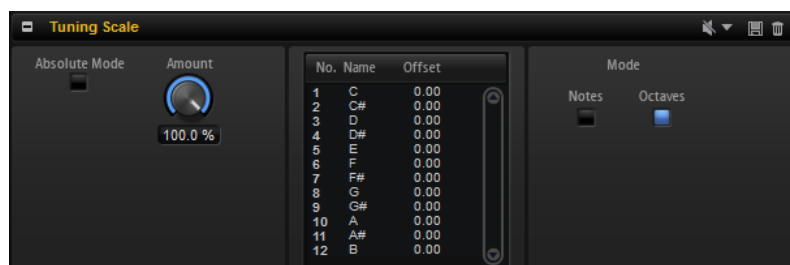 Tuning Scale
Absolute Mode
Amount
100.0 %
No. Name Offset
1 C 0.00
2 C# 0.00
3 D 0.00
4 D# 0.00
5 E 0.00
6 F 0.00
7 F# 0.00
8 G 0.00
9 G# 0.00
10 A 0.00
11 A# 0.00
12 B 0.00
Mode
Notes Octaves